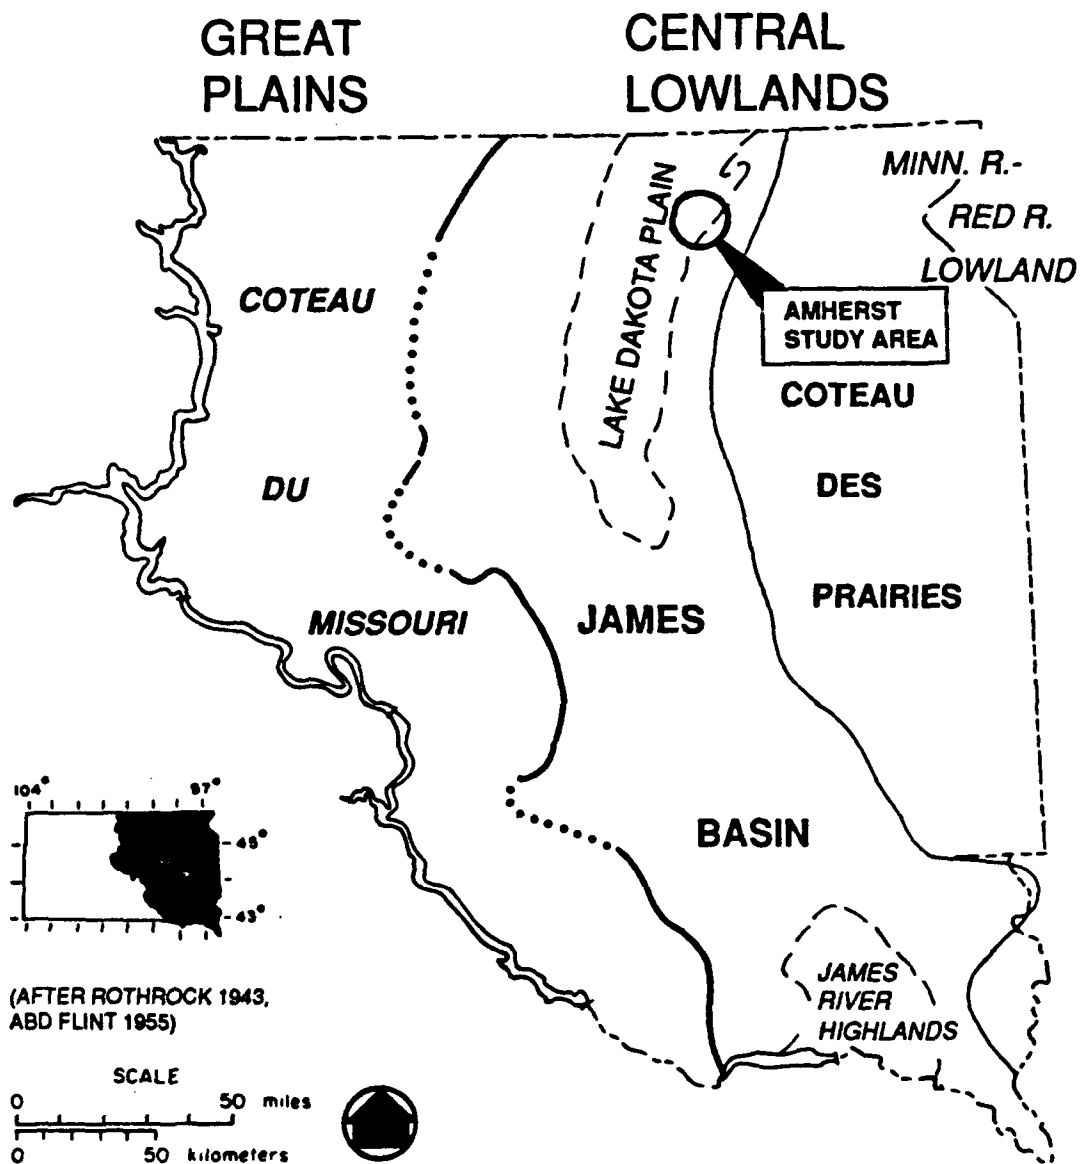 GREAT
PLAINS
CENTRAL
LOWLANDS
MINN. R.-
RED R.
LOWLAND
LAKE DAKOTA PLAIN
AMHERST
STUDY AREA
COTEAU
DU
MISSOURI
COTEAU
DES
PRAIRIES
JAMES
BASIN
JAMES
RIVER
HIGHLANDS
104° 97°
45°
43°
(AFTER ROTHROCK 1943,
ABD FLINT 1955)
SCALE
0 50 miles
0 50 kilometers